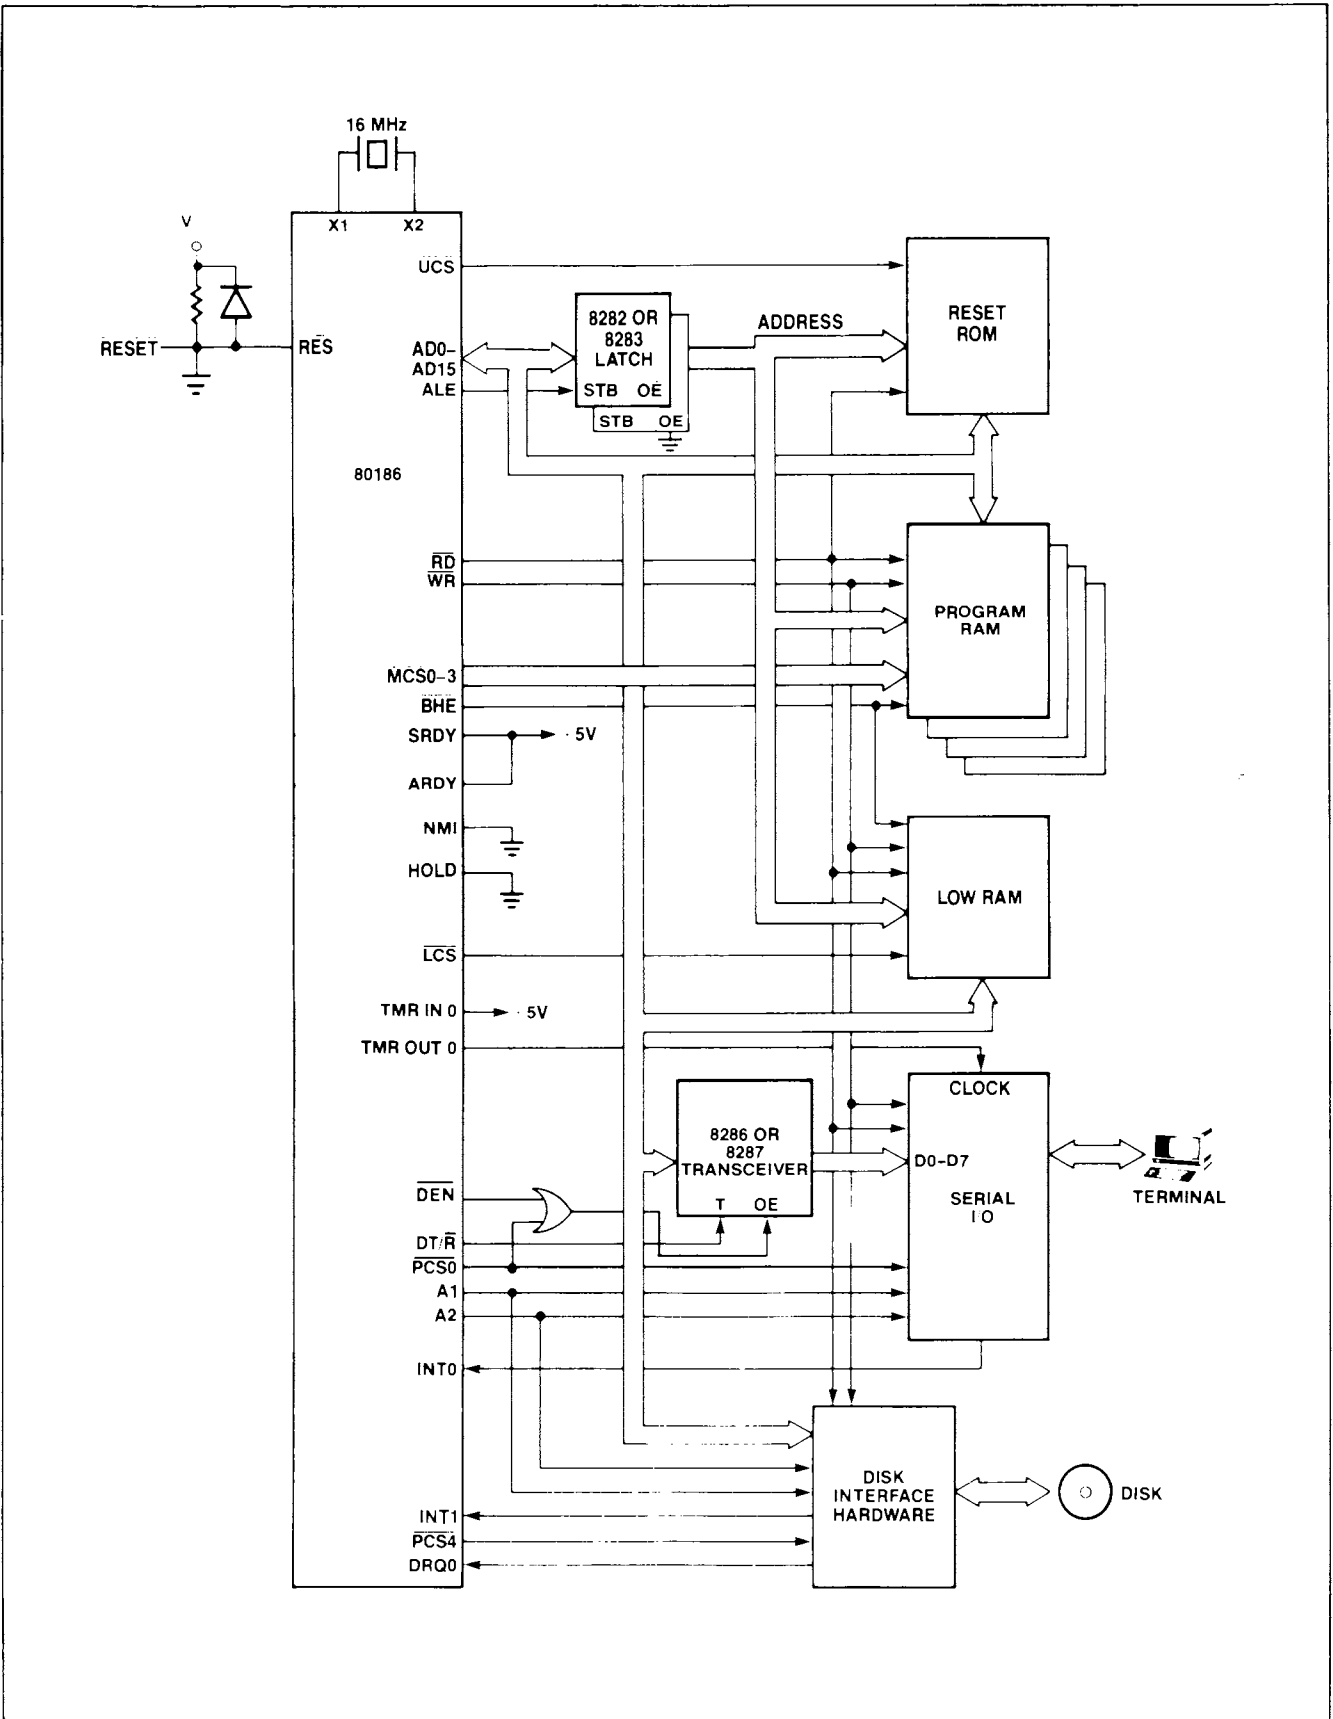 16 MHz
V
X1 X2
UCS
RESET
RES
8282 OR
8283
LATCH
STB OE
STB OE
ADDRESS
RESET
ROM
AD0-
AD15
ALE
80186
RD
WR
PROGRAM
RAM
MCS0-3
BHE
SRDY
5V
ARDY
NMI
HOLD
LOW RAM
LCS
TMR IN 0
5V
TMR OUT 0
CLOCK
8286 OR
8287
TRANSCEIVER
T OE
D0-D7
SERIAL
I/O
TERMINAL
DEN
DT/R
PCS0
A1
A2
INT0
DISK
INTERFACE
HARDWARE
DISK
INT1
PCS4
DRQ0